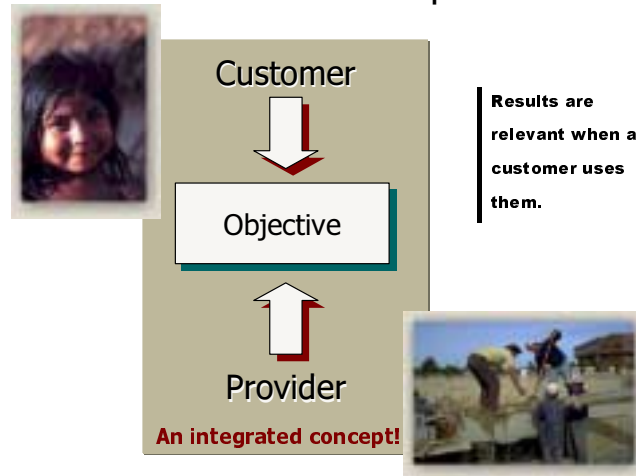 Customer
Objective
Provider
An integrated concept!
Results are
relevant when a
customer uses
them.